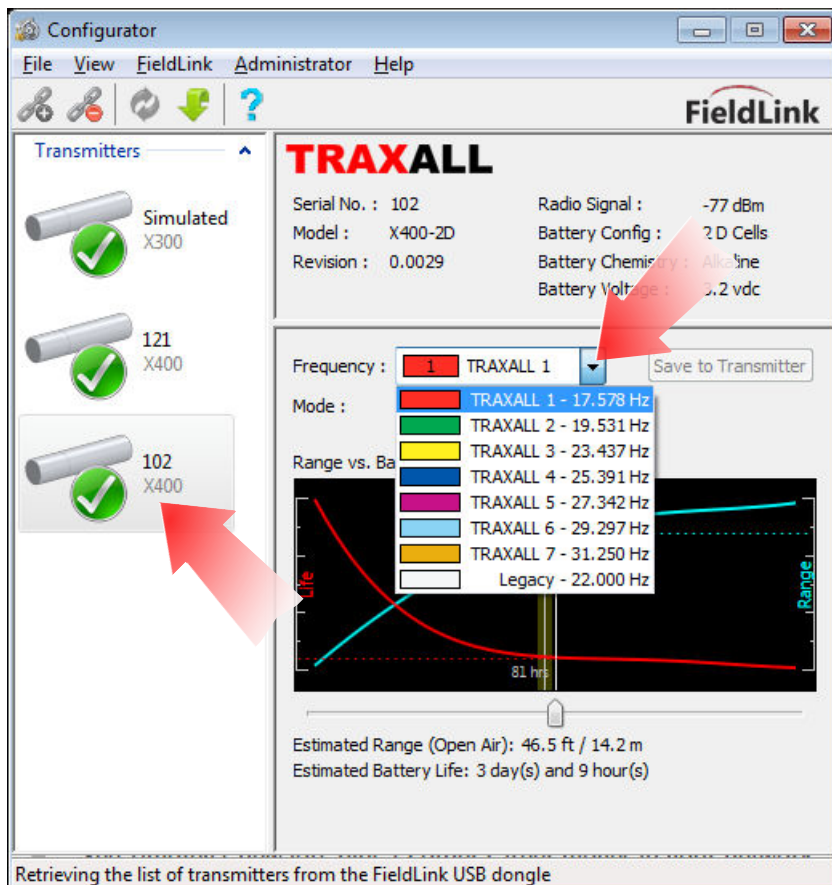 Configurator
File View FieldLink Administrator Help
FieldLink
Transmitters
Simulated
X300
121
X400
102
X400
TRAXALL
Serial No. : 102
Model : X400-2D
Revision : 0.0029
Radio Signal : -77 dBm
Battery Config : 2 D Cells
Battery Chemistry : Alkaline
Battery Voltage : 3.2 vdc
Frequency : 1 TRAXALL 1 Save to Transmitter
Mode :
TRAXALL 1 - 17.578 Hz
TRAXALL 2 - 19.531 Hz
TRAXALL 3 - 23.437 Hz
TRAXALL 4 - 25.391 Hz
TRAXALL 5 - 27.342 Hz
TRAXALL 6 - 29.297 Hz
TRAXALL 7 - 31.250 Hz
Legacy - 22.000 Hz
Range vs. Ba
Life
Range
81 hrs
Estimated Range (Open Air): 46.5 ft / 14.2 m
Estimated Battery Life: 3 day(s) and 9 hour(s)
Retrieving the list of transmitters from the FieldLink USB dongle